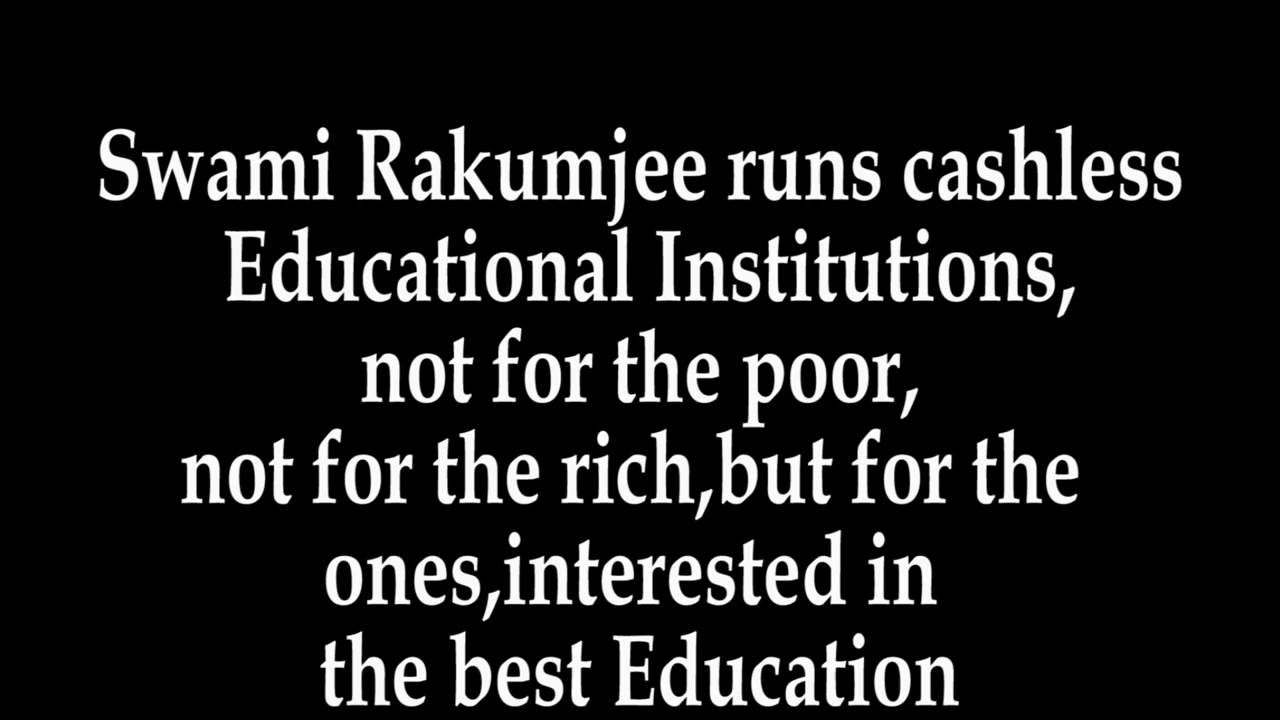 Swami Rakumjee runs cashless
Educational Institutions,
not for the poor,
not for the rich,but for the
ones,interested in
the best Education